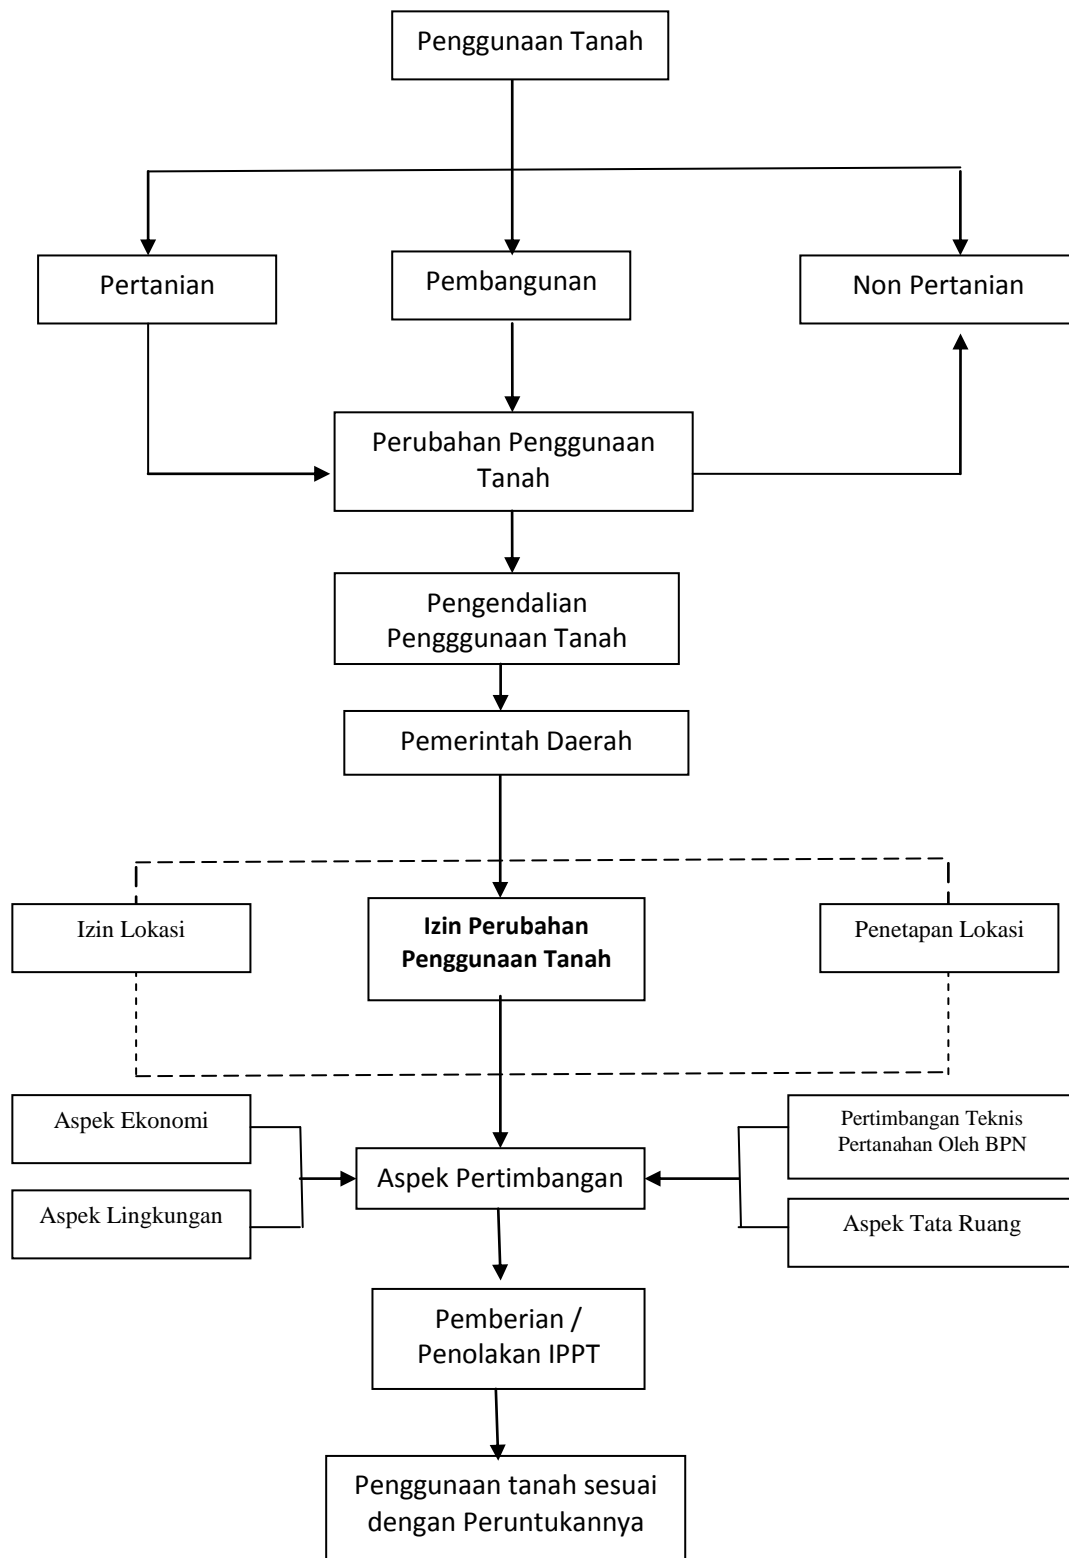 Penggunaan Tanah
Pertanian
Pembangunan
Non Pertanian
Perubahan Penggunaan
Tanah
Pengendalian
Pengggunaan Tanah
Pemerintah Daerah
Izin Lokasi
Izin Perubahan
Penggunaan Tanah
Penetapan Lokasi
Aspek Ekonomi
Pertimbangan Teknis
Pertanahan Oleh BPN
Aspek Pertimbangan
Aspek Lingkungan
Aspek Tata Ruang
Pemberian /
Penolakan IPPT
Penggunaan tanah sesuai
dengan Peruntukannya